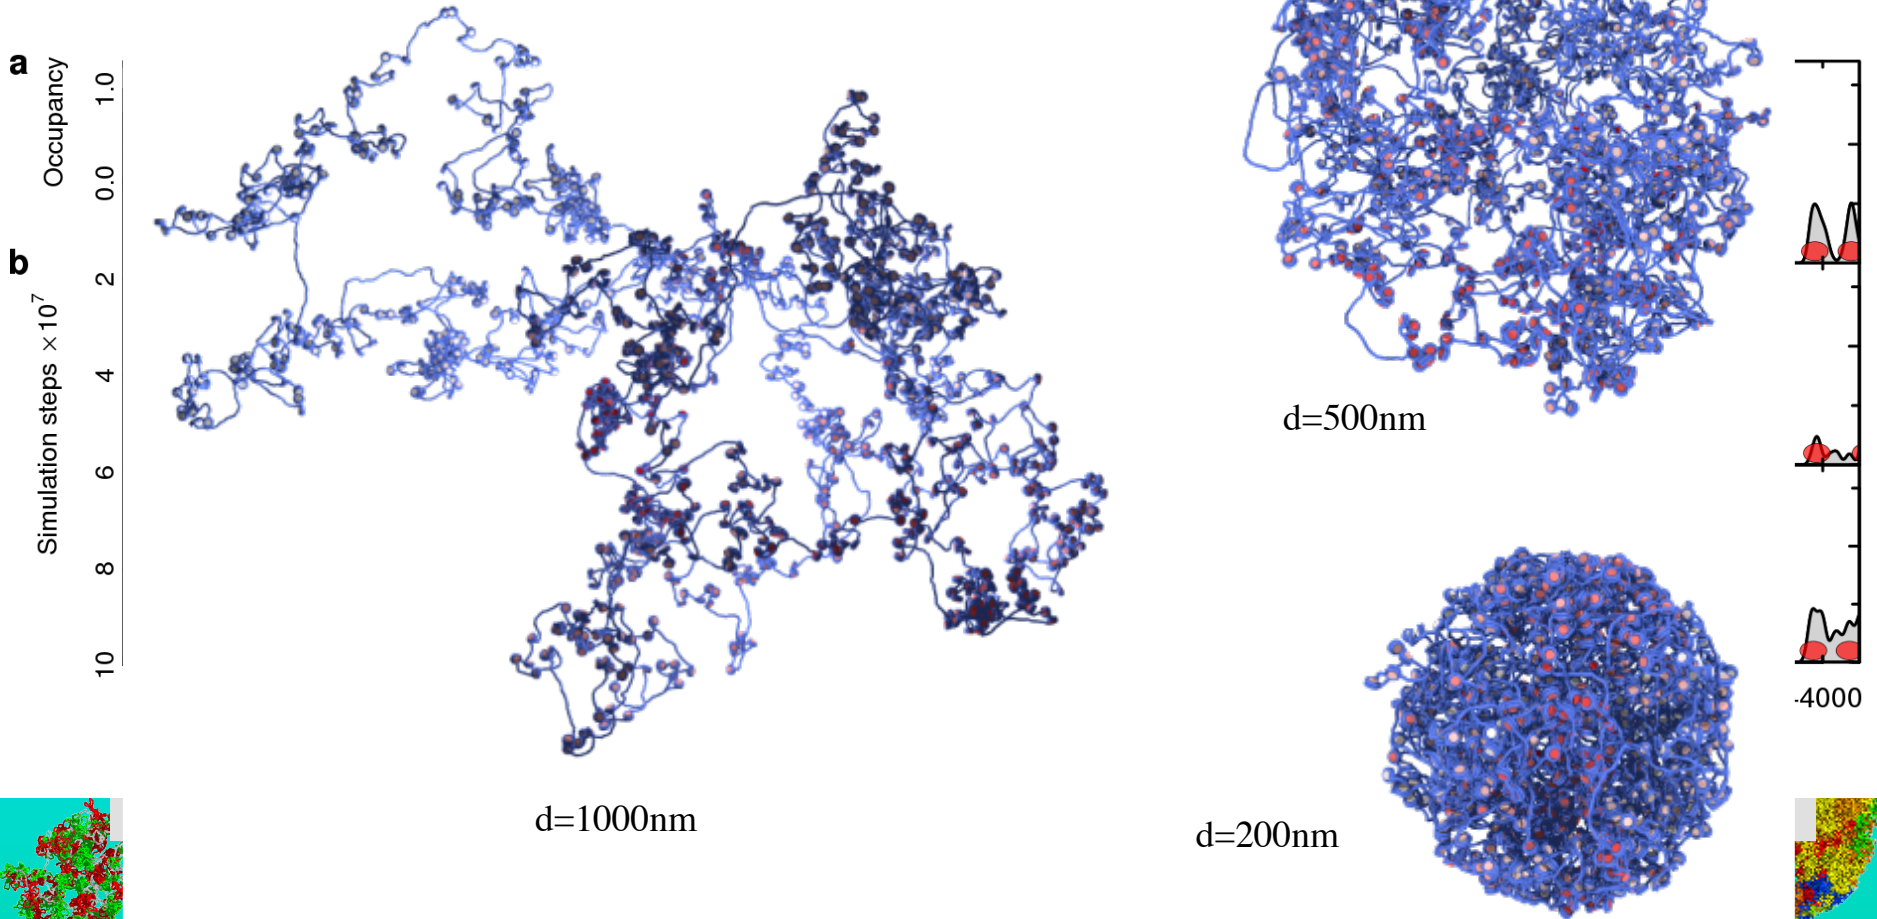 a
Occupancy
1.0
0.0
b
Simulation steps ×10⁷
2
4
6
8
10
d=1000nm
d=500nm
d=200nm
-4000